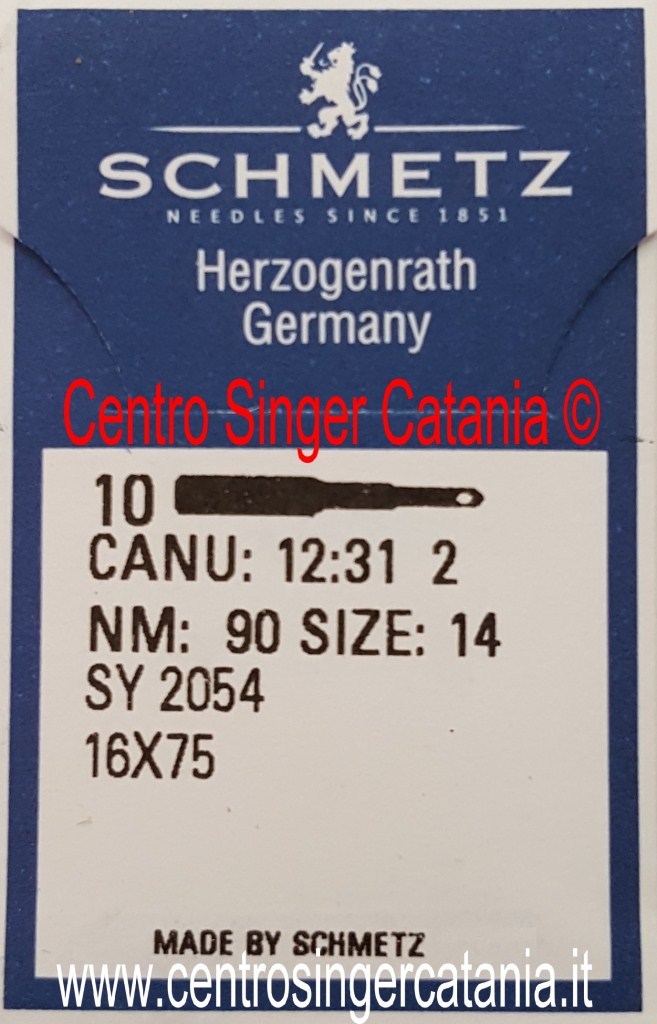 SCHMETZ
NEEDLES SINCE 1851
Herzogenrath
Germany
Centro Singer Catania ©
10
CANU: 12:31 2
NM: 90 SIZE: 14
SY 2054
16X75
MADE BY SCHMETZ
www.centrosingercatania.it